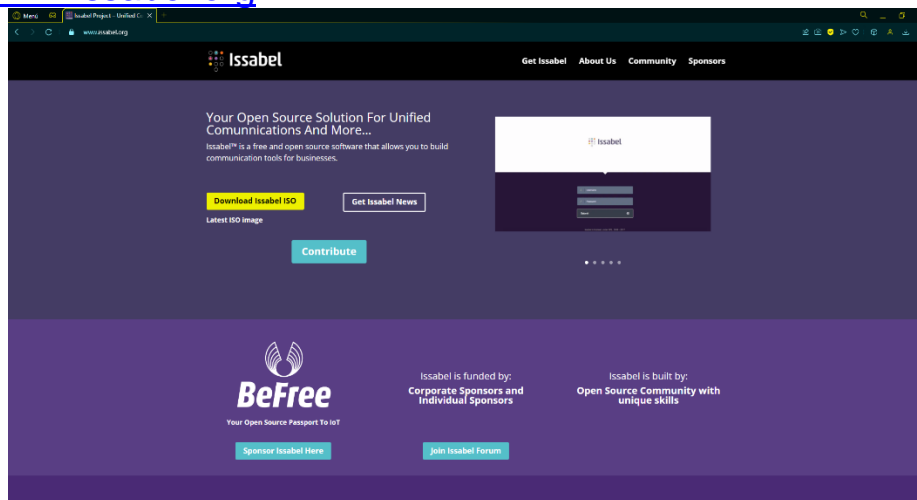 Menú
Issabel Project - Unified Co
www.issabel.org
Issabel
Get Issabel
About Us
Community
Sponsors
Your Open Source Solution For Unified
Comunnications And More...
Issabel™ is a free and open source software that allows you to build
communication tools for businesses.
Download Issabel ISO
Get Issabel News
Latest ISO image
Contribute
Issabel
BeFree
Your Open Source Passport To IoT
Sponsor Issabel Here
Issabel is funded by:
Corporate Sponsors and
Individual Sponsors
Join Issabel Forum
Issabel is built by:
Open Source Community with
unique skills